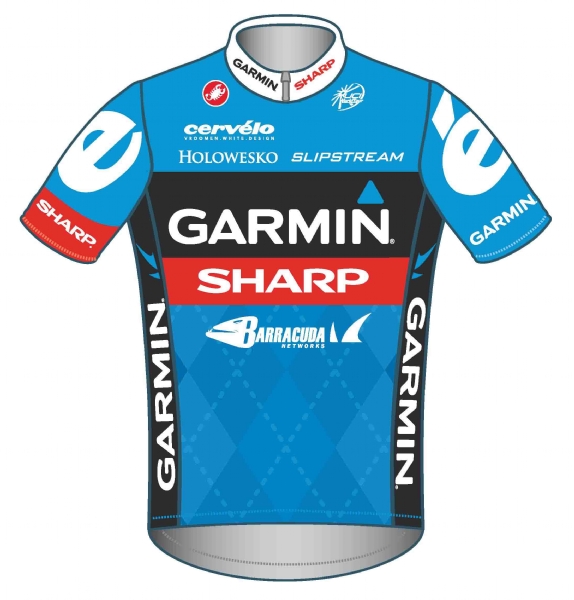 GARMIN SHARP
cervélo
VROOMEN.WHITE.DESIGN
HOLOWESKO SLIPSTREAM
é
é
SHARP
GARMIN
GARMIN
SHARP
BARRACUDA
NETWORKS
GARMIN
GARMIN